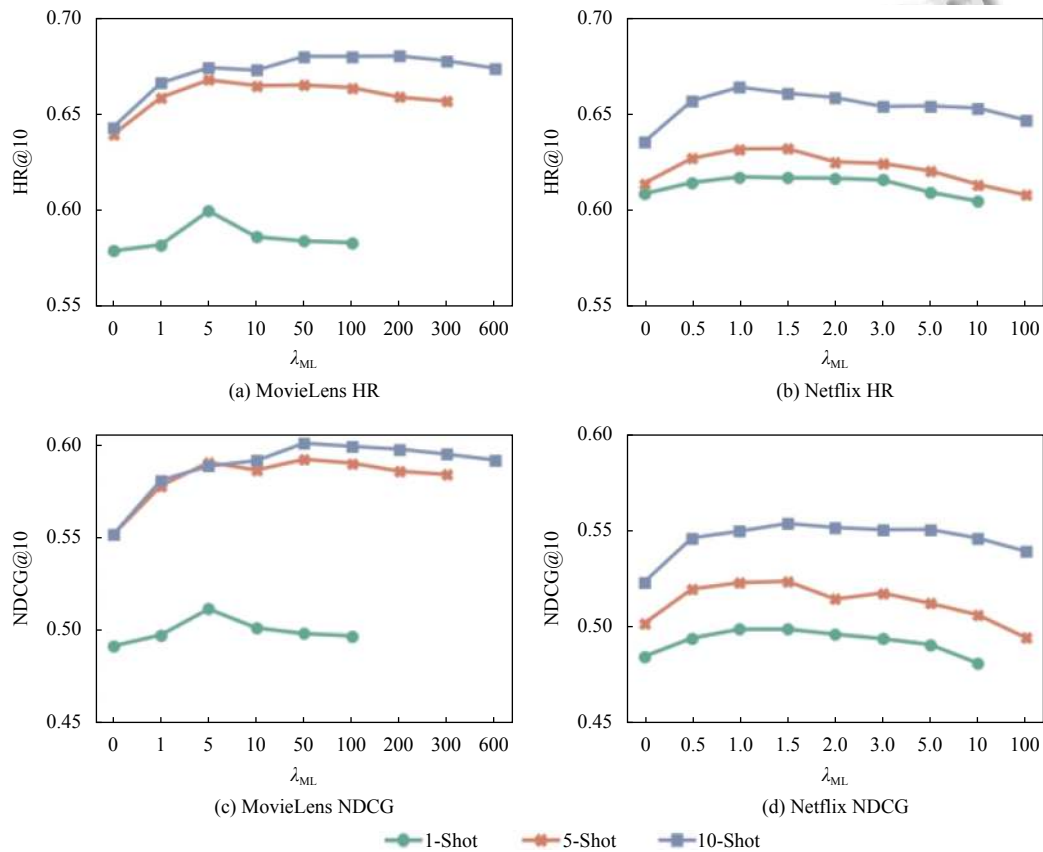 0.70
0.65
0.60
0.55
HR@10
0 1 5 10 50 100 200 300 600
λML
(a) MovieLens HR
0.70
0.65
0.60
0.55
HR@10
0 0.5 1.0 1.5 2.0 3.0 5.0 10 100
λML
(b) Netflix HR
0.60
0.55
0.50
0.45
NDCG@10
0 1 5 10 50 100 200 300 600
λML
(c) MovieLens NDCG
0.60
0.55
0.50
0.45
NDCG@10
0 0.5 1.0 1.5 2.0 3.0 5.0 10 100
λML
(d) Netflix NDCG
1-Shot 5-Shot 10-Shot